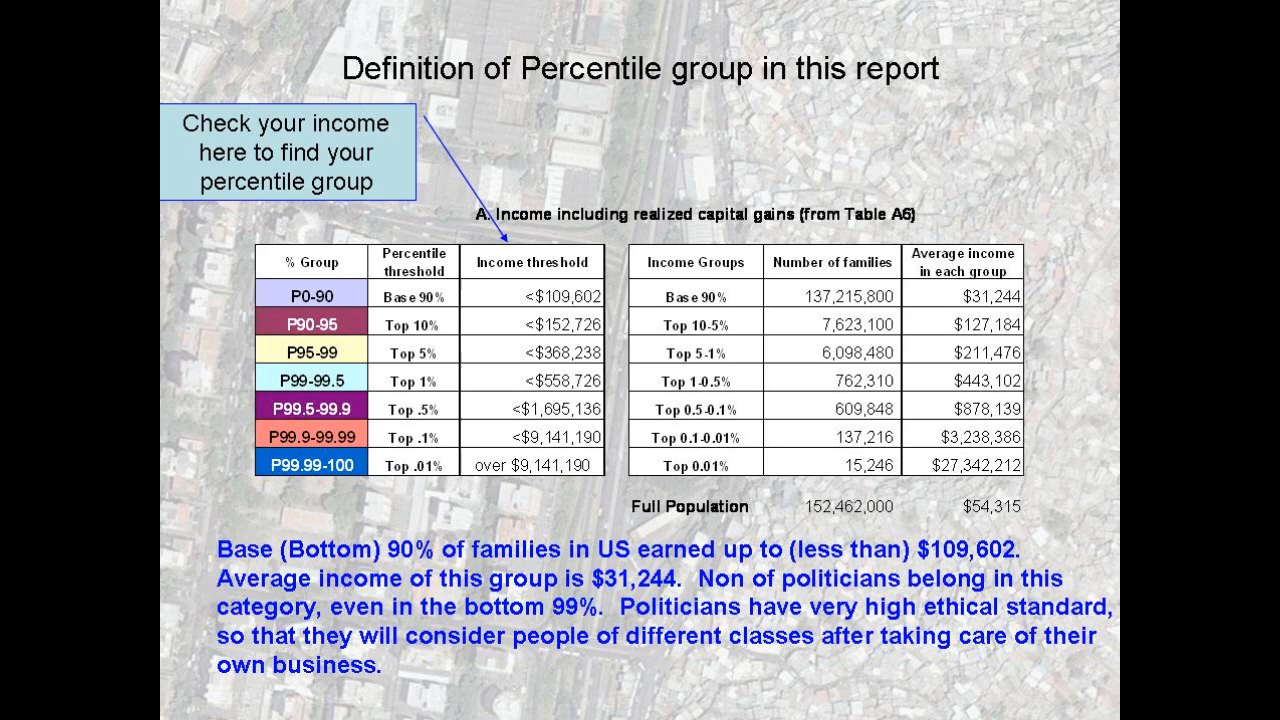 Definition of Percentile group in this report
Check your income
here to find your
percentile group
A. Income including realized capital gains (from Table A6)
% Group Percentile threshold Income threshold
P0-90 Base 90% <$109,602
P90-95 Top 10% <$152,726
P95-99 Top 5% <$368,238
P99-99.5 Top 1% <$558,726
P99.5-99.9 Top .5% <$1,695,136
P99.9-99.99 Top .1% <$9,141,190
P99.99-100 Top .01% over $9,141,190
Income Groups Number of families Average income in each group
Base 90% 137,215,800 $31,244
Top 10-5% 7,623,100 $127,184
Top 5-1% 6,098,480 $211,476
Top 1-0.5% 762,310 $443,102
Top 0.5-0.1% 609,848 $878,139
Top 0.1-0.01% 137,216 $3,238,386
Top 0.01% 15,246 $27,342,212
Full Population 152,462,000 $54,315
Base (Bottom) 90% of families in US earned up to (less than) $109,602.
Average income of this group is $31,244. Non of politicians belong in this
category, even in the bottom 99%. Politicians have very high ethical standard,
so that they will consider people of different classes after taking care of their
own business.